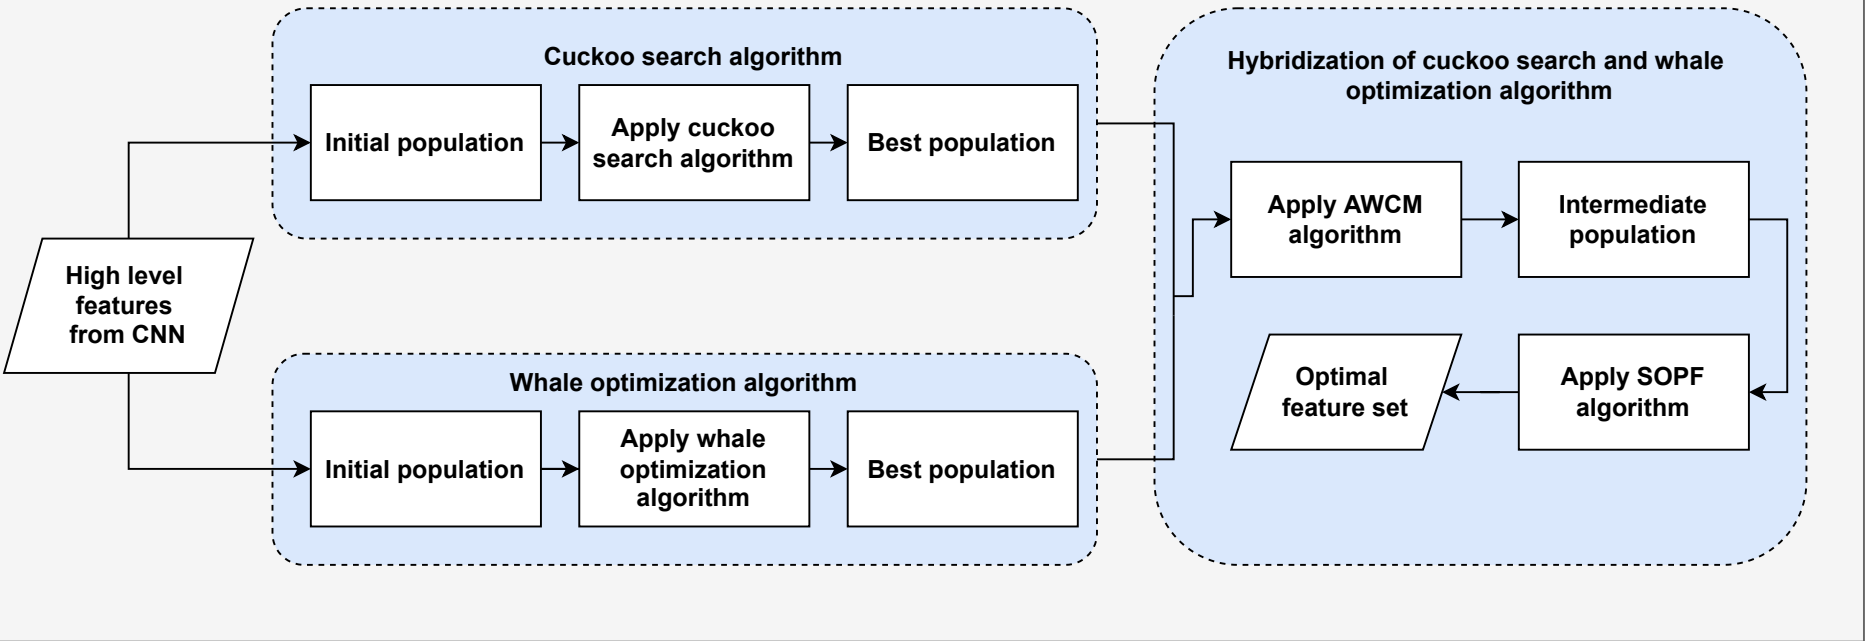 High level
features
from CNN
Cuckoo search algorithm
Initial population
Apply cuckoo
search algorithm
Best population
Whale optimization algorithm
Initial population
Apply whale
optimization
algorithm
Best population
Hybridization of cuckoo search and whale
optimization algorithm
Apply AWCM
algorithm
Intermediate
population
Apply SOPF
algorithm
Optimal
feature set